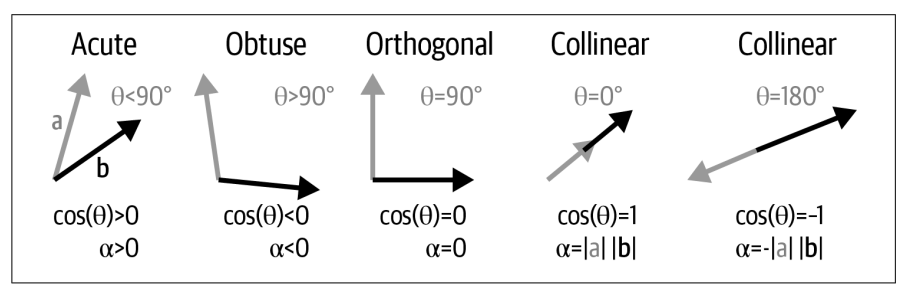 Acute Obtuse Orthogonal Collinear Collinear
θ<90° θ>90° θ=90° θ=0° θ=180°
a
b
cos(θ)>0 cos(θ)<0 cos(θ)=0 cos(θ)=1 cos(θ)=-1
α>0 α<0 α=0 α=|a| |b| α=-|a| |b|